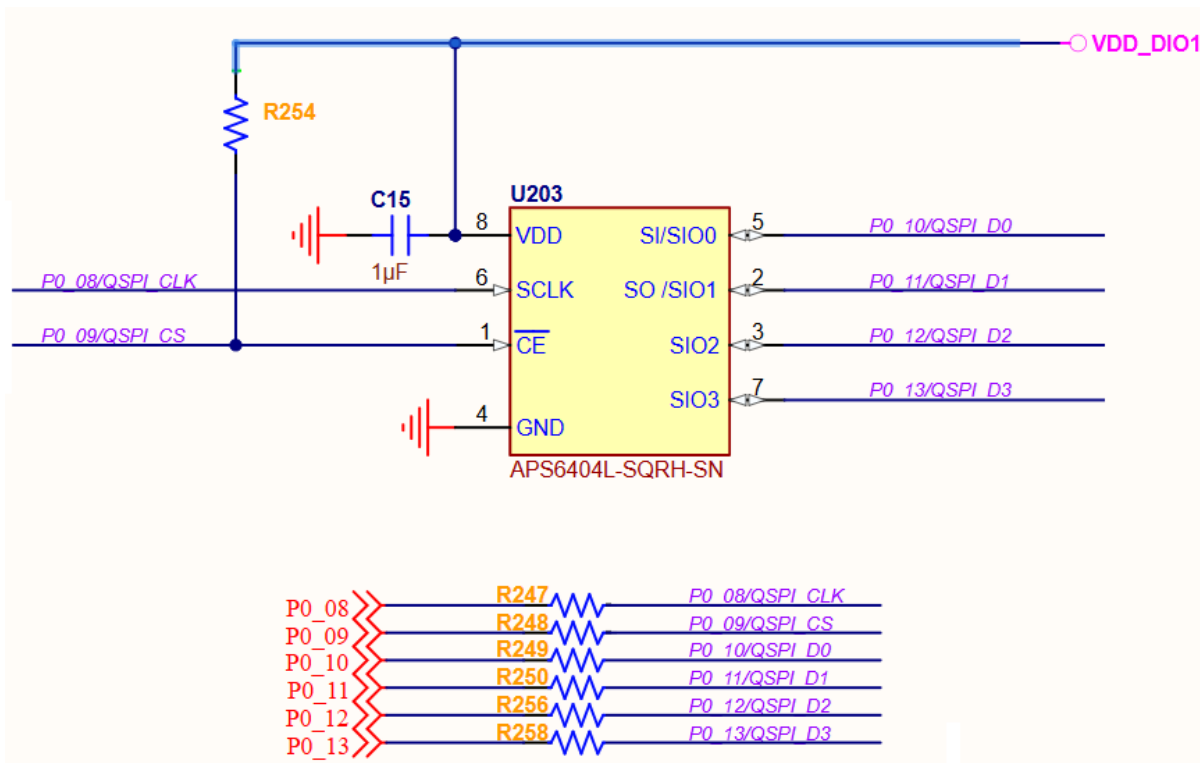 VDD_DIO1
R254
C15
1µF
U203
8 VDD
SI/SIO0 5
P0_10/QSPI_D0
P0_08/QSPI_CLK
6 SCLK
SO /SIO1 2
P0_11/QSPI_D1
P0_09/QSPI_CS
1 CE
SIO2 3
P0_12/QSPI_D2
SIO3 7
P0_13/QSPI_D3
4 GND
APS6404L-SQRH-SN
P0_08 R247 P0_08/QSPI_CLK
P0_09 R248 P0_09/QSPI_CS
P0_10 R249 P0_10/QSPI_D0
P0_11 R250 P0_11/QSPI_D1
P0_12 R256 P0_12/QSPI_D2
P0_13 R258 P0_13/QSPI_D3